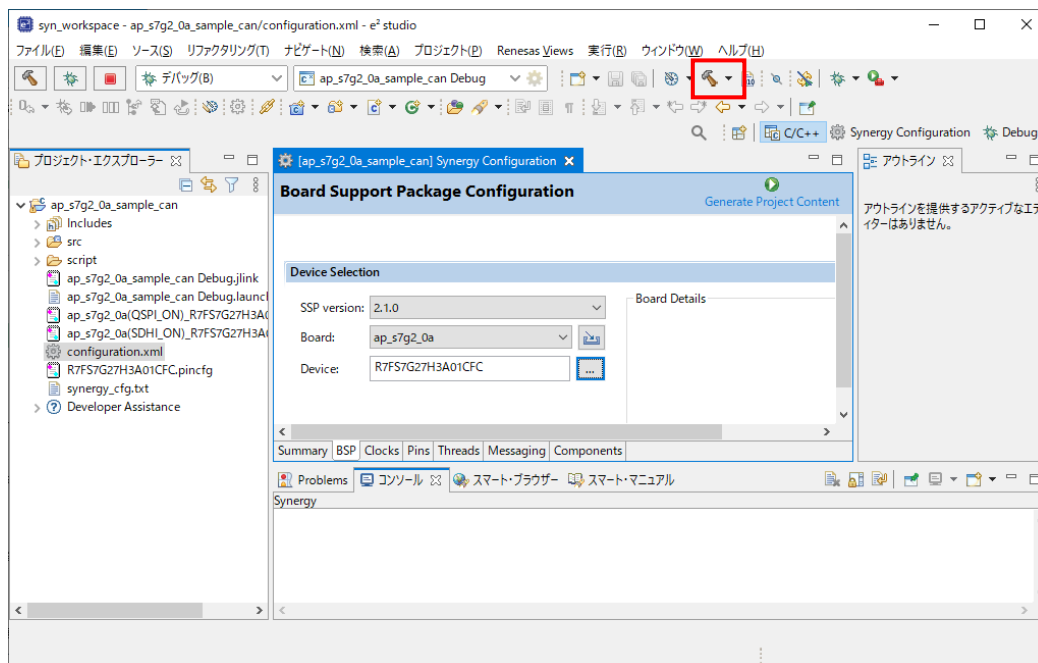 syn_workspace - ap_s7g2_0a_sample_can/configuration.xml - e² studio
ファイル(F) 編集(E) ソース(S) リファクタリング(T) ナビゲート(N) 検索(A) プロジェクト(P) Renesas Views 実行(R) ウィンドウ(W) ヘルプ(H)
デバッグ(B) ap_s7g2_0a_sample_can Debug
C/C++ Synergy Configuration Debug
プロジェクト・エクスプローラー
[ap_s7g2_0a_sample_can] Synergy Configuration
アウトライン
Board Support Package Configuration
Generate Project Content
アウトラインを提供するアクティブなエデ
ィターはありません。
ap_s7g2_0a_sample_can
Includes
src
script
ap_s7g2_0a_sample_can Debug.jlink
ap_s7g2_0a_sample_can Debug.launcl
ap_s7g2_0a(QSPI_ON)_R7FS7G27H3A0
ap_s7g2_0a(SDHI_ON)_R7FS7G27H3A
configuration.xml
R7FS7G27H3A01CFC.pincfg
synergy_cfg.txt
Developer Assistance
Device Selection
SSP version: 2.1.0
Board: ap_s7g2_0a
Device: R7FS7G27H3A01CFC
...
Board Details
Summary BSP Clocks Pins Threads Messaging Components
Problems コンソール スマート・ブラウザー スマート・マニュアル
Synergy